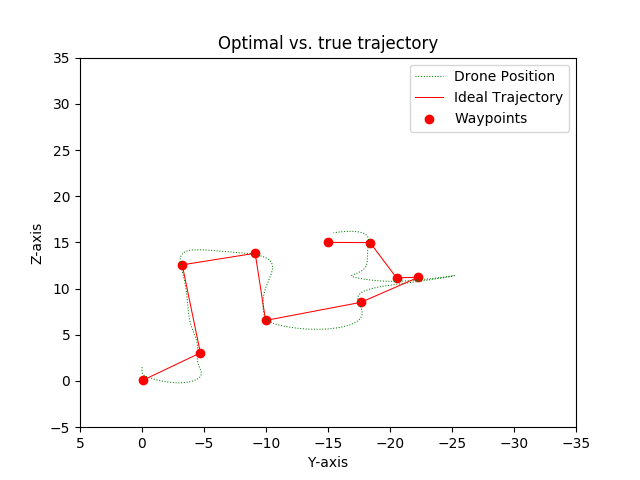 Optimal vs. true trajectory
Drone Position
Ideal Trajectory
Waypoints
Z-axis
35
30
25
20
15
10
5
0
−5
5 0 −5 −10 −15 −20 −25 −30 −35
Y-axis